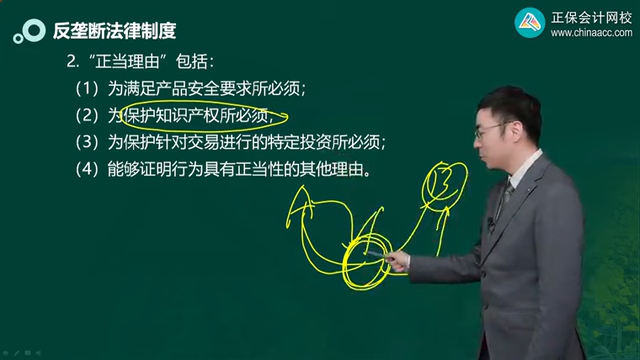 反垄断法律制度
正保会计网校
www.chinaacc.com
2. “正当理由”包括：
（1）为满足产品安全要求所必须；
（2）为保护知识产权所必须；
（3）为保护针对交易进行的特定投资所必须；
（4）能够证明行为具有正当性的其他理由。
A
B